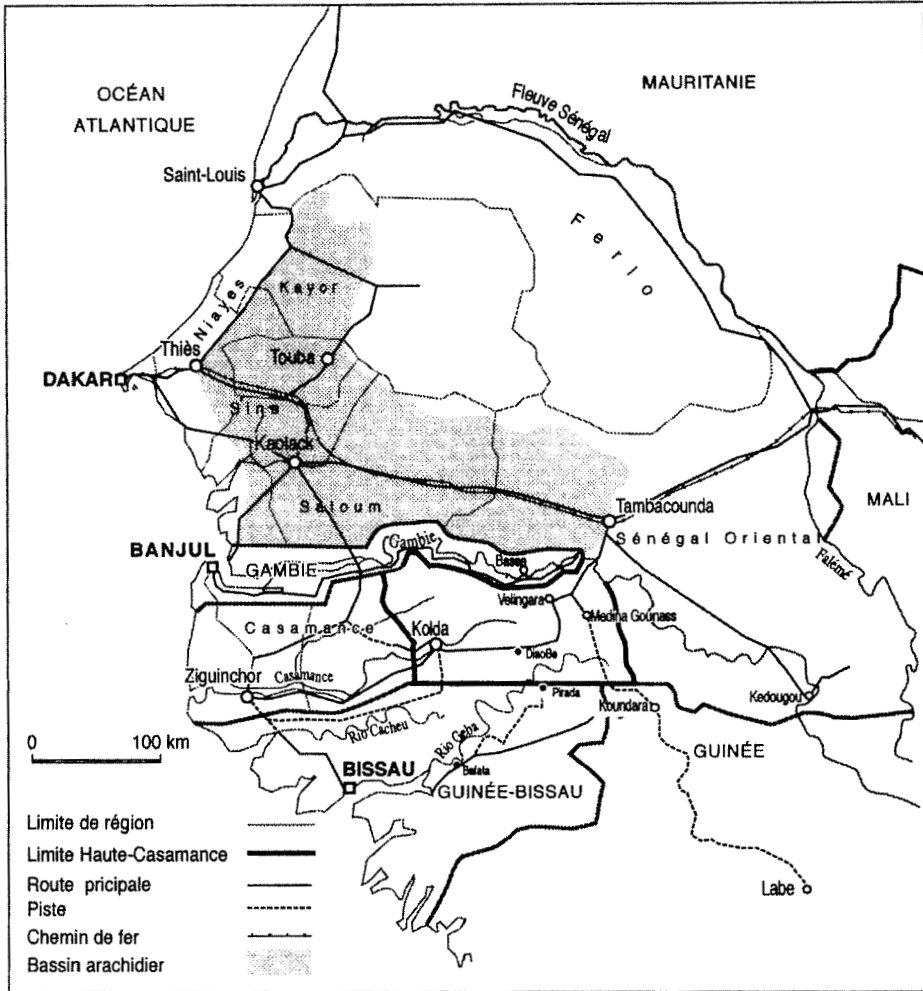 OCÉAN
ATLANTIQUE
MAURITANIE
Fleuve Sénégal
Saint-Louis
Ferlo
Kayor
Niayes
Thiès
Touba
DAKAR
Sine
Kaolack
Saloum
Tambacounda
MALI
Sénégal Oriental
BANJUL
Gambie
GAMBIE
Basse
Falémé
Velingara
Medina Gounass
Casamance
Kolda
DiaoBe
Ziguinchor
Casamance
Pirada
Kedougou
Koundara
Rio Cacheu
Rio Geba
0 100 km
GUINÉE
BISSAU
Bafata
GUINÉE-BISSAU
Limite de région
Limite Haute-Casamance
Route pricipale
Piste
Labe
Chemin de fer
Bassin arachidier